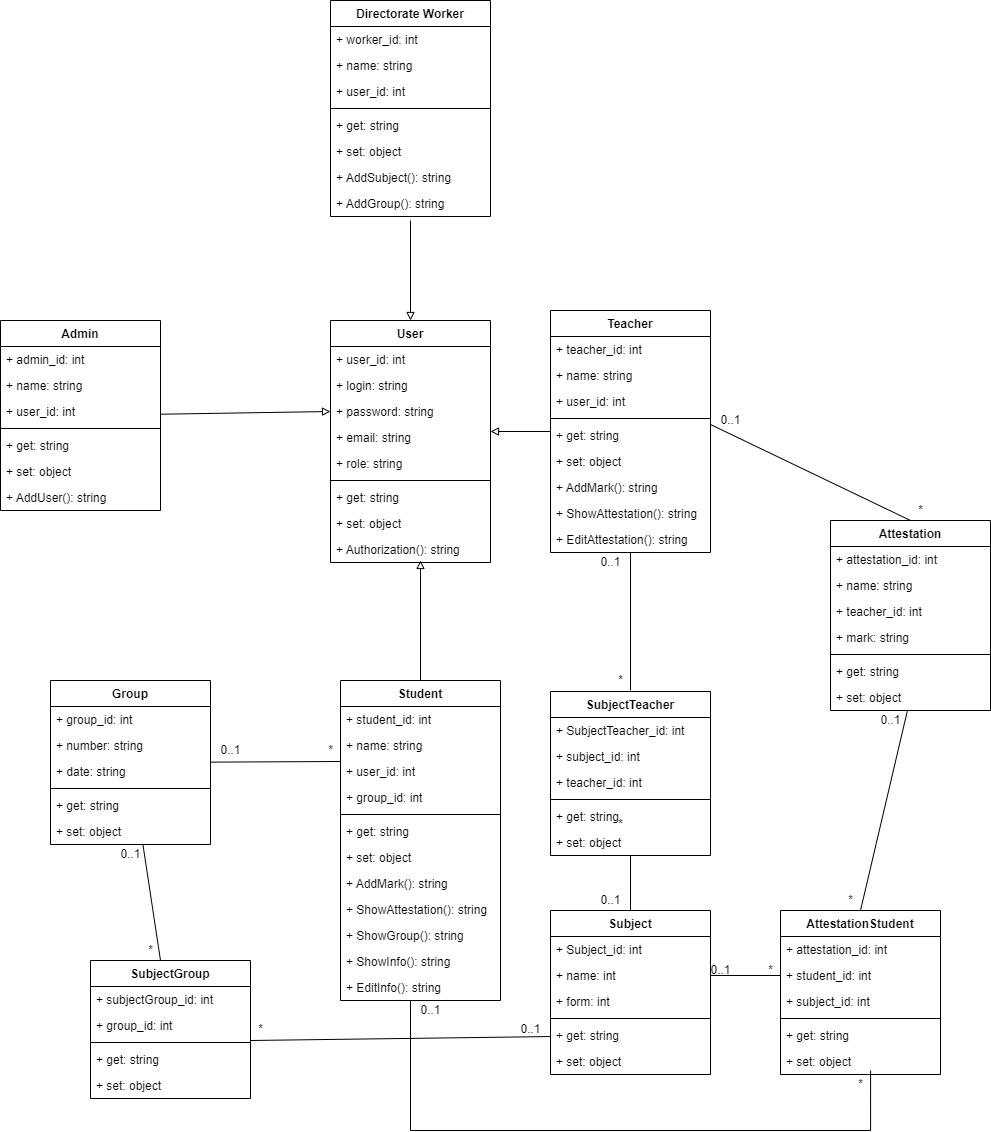 Directorate Worker
+ worker_id: int
+ name: string
+ user_id: int
+ get: string
+ set: object
+ AddSubject(): string
+ AddGroup(): string
Admin
+ admin_id: int
+ name: string
+ user_id: int
+ get: string
+ set: object
+ AddUser(): string
User
+ user_id: int
+ login: string
+ password: string
+ email: string
+ role: string
+ get: string
+ set: object
+ Authorization(): string
Teacher
+ teacher_id: int
+ name: string
+ user_id: int
+ get: string
+ set: object
+ AddMark(): string
+ ShowAttestation(): string
+ EditAttestation(): string
0..1
*
0..1
*
Attestation
+ attestation_id: int
+ name: string
+ teacher_id: int
+ mark: string
+ get: string
+ set: object
0..1
*
Group
+ group_id: int
+ number: string
+ date: string
+ get: string
+ set: object
0..1
*
0..1
*
Student
+ student_id: int
+ name: string
+ user_id: int
+ group_id: int
+ get: string
+ set: object
+ AddMark(): string
+ ShowAttestation(): string
+ ShowGroup(): string
+ ShowInfo(): string
+ EditInfo(): string
0..1
SubjectTeacher
+ SubjectTeacher_id: int
+ subject_id: int
+ teacher_id: int
+ get: string
*
+ set: object
0..1
SubjectGroup
+ subjectGroup_id: int
+ group_id: int
+ get: string
+ set: object
*
0..1
Subject
+ Subject_id: int
+ name: int
+ form: int
+ get: string
+ set: object
0..1
*
AttestationStudent
+ attestation_id: int
+ student_id: int
+ subject_id: int
+ get: string
+ set: object
*